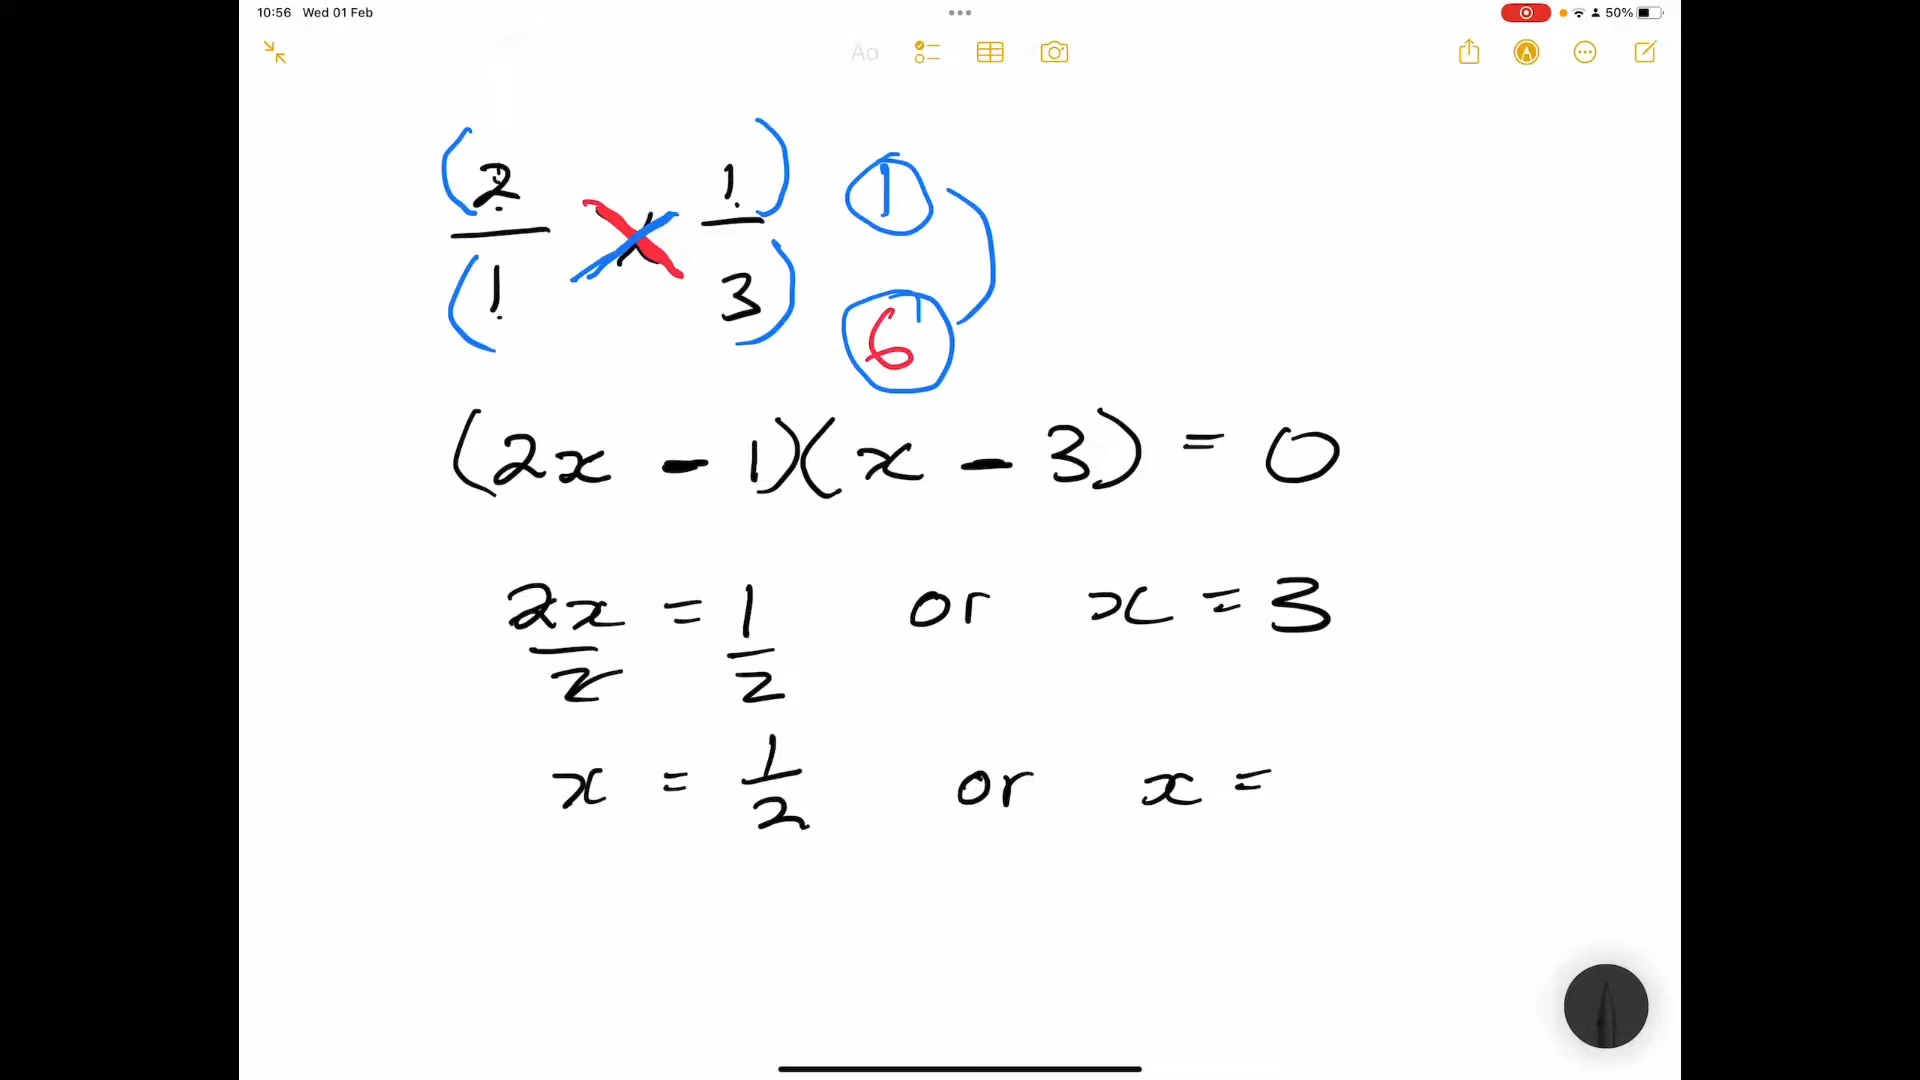 10:56 Wed 01 Feb
50%
Aa
2 1 1
1 3 6
(2x - 1)(x - 3) = 0
2x = 1 or x = 3
2 2
x = 1/2 or x =